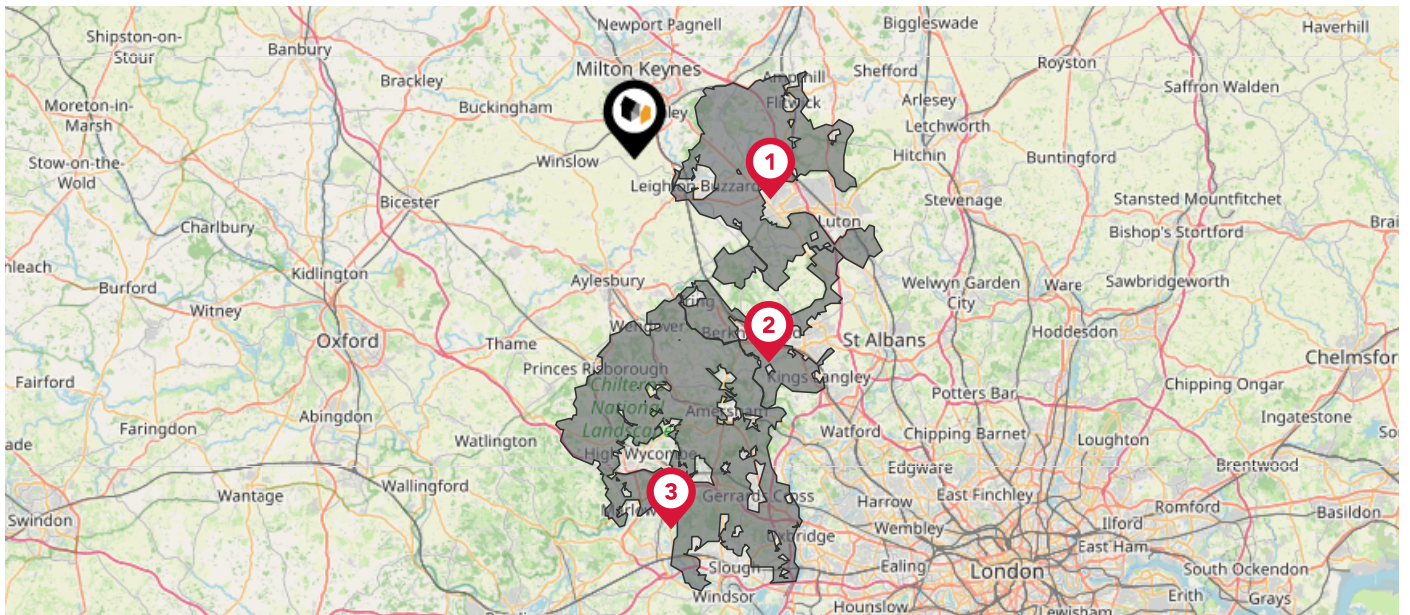 Newport Pagnell
Biggleswade
Haverhill
Shipston-on-
Stour
Banbury
Royston
Milton Keynes
Shefford
Ampthill
Brackley
Saffron Walden
Moreton-in-
Marsh
Buckingham
Flitwick
Arlesey
Letchworth
Stow-on-the-
Wold
Winslow
1
Hitchin
Buntingford
Leighton Buzzard
Bicester
Stevenage
Stansted Mountfitchet
Luton
Bishop's Stortford
Charlbury
Kidlington
Aylesbury
Welwyn Garden
City
Ware
Sawbridgeworth
Burford
Witney
Wendover
2
Hoddesdon
Oxford
Thame
St Albans
Chelmsfor
Princes Risborough
Kings Langley
Fairford
Chiltern
National
Landscape
Potters Bar
Chipping Ongar
Abingdon
Amersham
Ingatestone
Faringdon
Watlington
Watford
Chipping Barnet
Loughton
High Wycombe
Edgware
Brentwood
Wantage
Wallingford
3
Gerrards Cross
Harrow
East Finchley
Romford
Swindon
Marlow
Wembley
Ilford
Basildon
Uxbridge
East Ham
Slough
Ealing
London
South Ockendon
Windsor
Hounslow
Lewisham
Erith
Grays